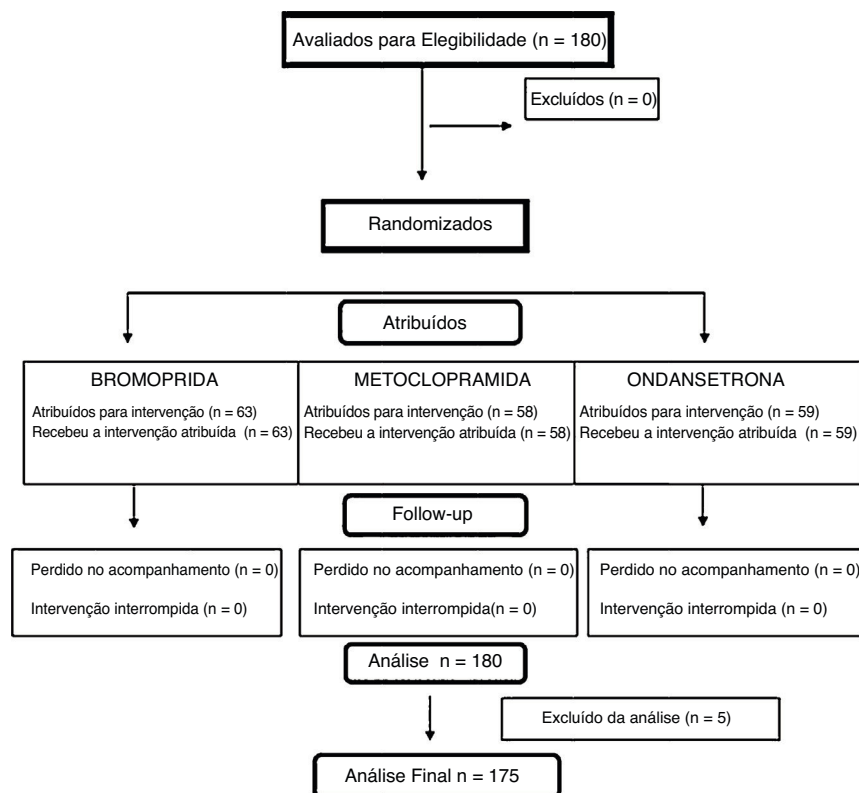 Avaliados para Elegibilidade (n = 180)
Excluídos (n = 0)
Randomizados
Atribuídos
BROMOPRIDA
Atribuídos para intervenção (n = 63)
Recebeu a intervenção atribuída (n = 63)
METOCLOPRAMIDA
Atribuídos para intervenção (n = 58)
Recebeu a intervenção atribuída (n = 58)
ONDANSETRONA
Atribuídos para intervenção (n = 59)
Recebeu a intervenção atribuída (n = 59)
Follow-up
Perdido no acompanhamento (n = 0)
Intervenção interrompida (n = 0)
Perdido no acompanhamento (n = 0)
Intervenção interrompida(n = 0)
Perdido no acompanhamento (n = 0)
Intervenção interrompida (n = 0)
Análise n = 180
Excluído da análise (n = 5)
Análise Final n = 175